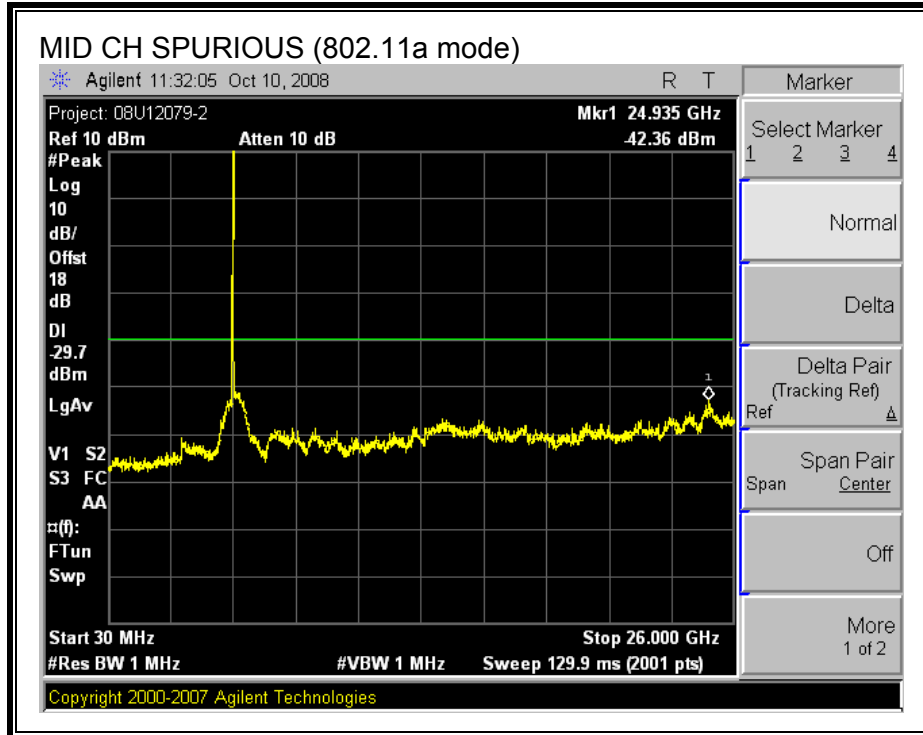 MID CH SPURIOUS (802.11a mode)
Agilent 11:32:05 Oct 10, 2008 R T
Project: 08U12079-2 Mkr1 24.935 GHz
Ref 10 dBm Atten 10 dB -42.36 dBm
#Peak
Log
10
dB/
Offst
18
dB
DI
-29.7
dBm
LgAv
V1 S2
S3 FC
AA
¤(f):
FTun
Swp
1
Start 30 MHz Stop 26.000 GHz
#Res BW 1 MHz #VBW 1 MHz Sweep 129.9 ms (2001 pts)
Copyright 2000-2007 Agilent Technologies
Marker
Select Marker
1 2 3 4
Normal
Delta
Delta Pair
(Tracking Ref)
Ref Δ
Span Pair
Span Center
Off
More
1 of 2